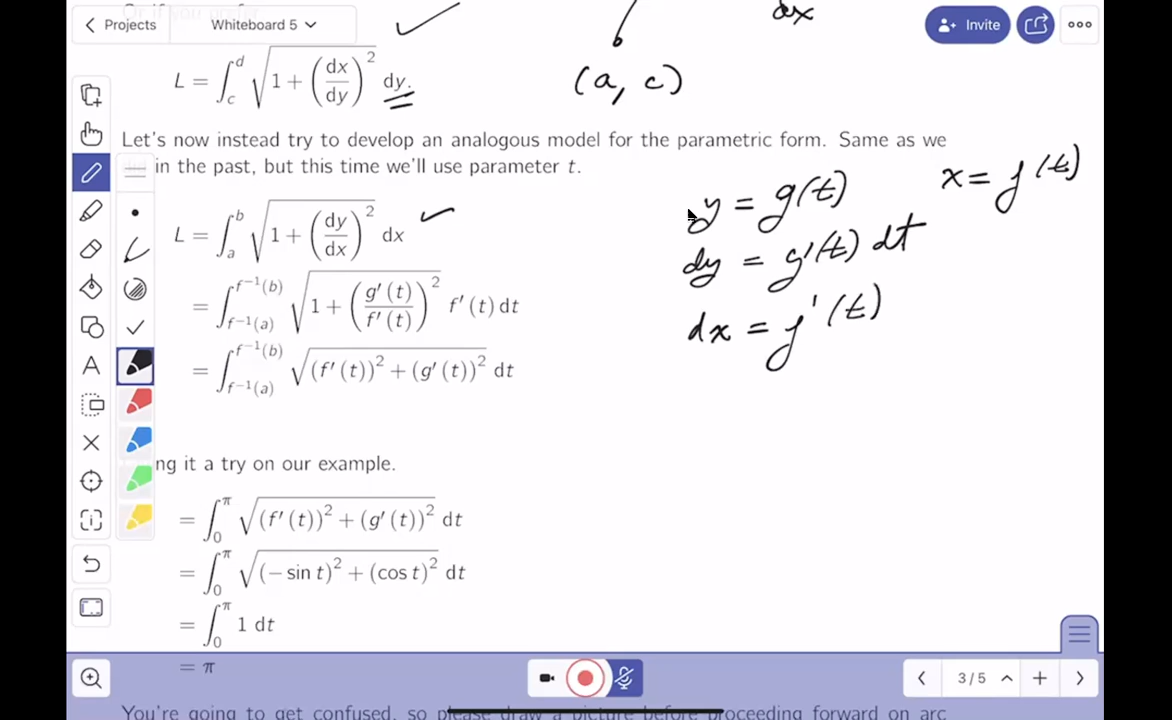 Or if you prefer
Projects
Whiteboard 5
Invite
dx
L = ∫_c^d √(1 + (dx/dy)^2) dy.
(a, c)
Let's now instead try to develop an analogous model for the parametric form. Same as we
in the past, but this time we'll use parameter t.
x = f(t)
y = g(t)
L = ∫_a^b √(1 + (dy/dx)^2) dx
dy = g'(t) dt
= ∫_{f^{-1}(a)}^{f^{-1}(b)} √(1 + (g'(t)/f'(t))^2) f'(t) dt
dx = f'(t)
= ∫_{f^{-1}(a)}^{f^{-1}(b)} √((f'(t))^2 + (g'(t))^2) dt
A
ng it a try on our example.
= ∫_0^π √((f'(t))^2 + (g'(t))^2) dt
= ∫_0^π √((− sin t)^2 + (cos t)^2) dt
= ∫_0^π 1 dt
= π
3/5
You're going to get confused, so please draw a picture before proceeding forward on arc